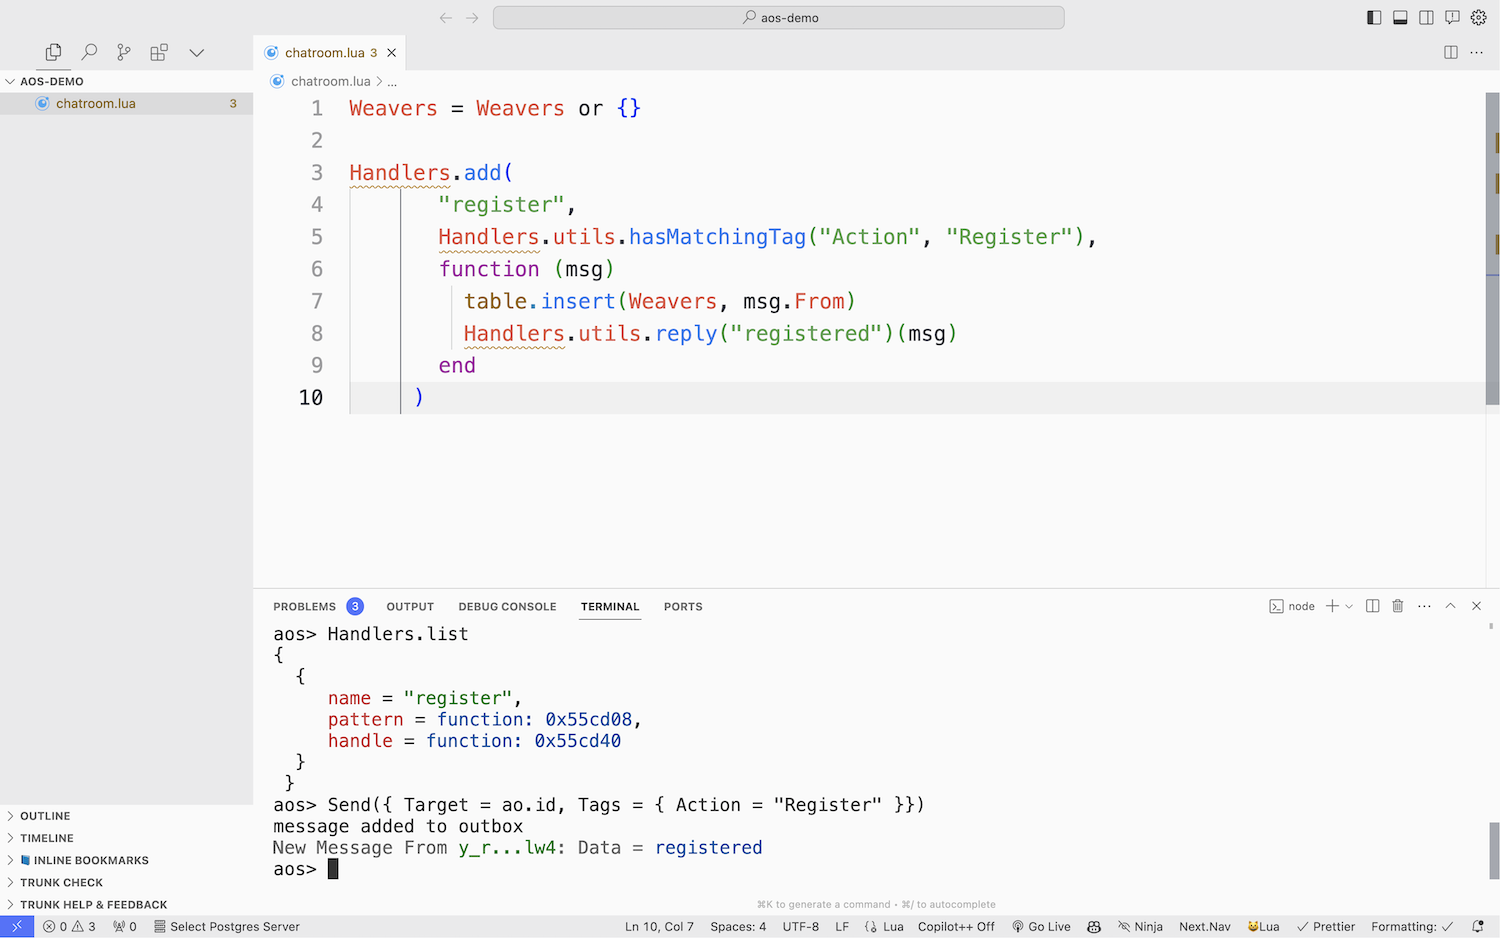 aos-demo
chatroom.lua 3
AOS-DEMO
chatroom.lua 3
chatroom.lua > ...
1 Weavers = Weavers or {}
2
3 Handlers.add(
4 "register",
5 Handlers.utils.hasMatchingTag("Action", "Register"),
6 function (msg)
7 table.insert(Weavers, msg.From)
8 Handlers.utils.reply("registered")(msg)
9 end
10 )
PROBLEMS 3 OUTPUT DEBUG CONSOLE TERMINAL PORTS node
aos> Handlers.list
{
{
name = "register",
pattern = function: 0x55cd08,
handle = function: 0x55cd40
}
}
aos> Send({ Target = ao.id, Tags = { Action = "Register" }})
message added to outbox
New Message From y_r...lw4: Data = registered
aos>
OUTLINE
TIMELINE
INLINE BOOKMARKS
TRUNK CHECK
TRUNK HELP & FEEDBACK
⌘K to generate a command • ⌘/ to autocomplete
0 3 0 Select Postgres Server Ln 10, Col 7 Spaces: 4 UTF-8 LF {} Lua Copilot++ Off Go Live Ninja Next.Nav Lua Prettier Formatting: